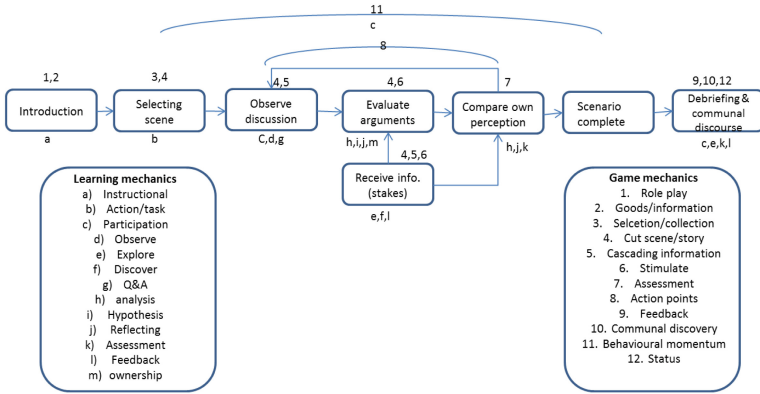 11
c
8
1,2
3,4
4,5
4,6
7
9,10,12
Introduction
Selecting
scene
Observe
discussion
Evaluate
arguments
Compare own
perception
Scenario
complete
Debriefing &
communal
discourse
a
b
C,d,g
h,i,j,m
h,j,k
c,e,k,l
4,5,6
Receive info.
(stakes)
e,f,l
Learning mechanics
a) Instructional
b) Action/task
c) Participation
d) Observe
e) Explore
f) Discover
g) Q&A
h) analysis
i) Hypothesis
j) Reflecting
k) Assessment
l) Feedback
m) ownership
Game mechanics
1. Role play
2. Goods/information
3. Selcetion/collection
4. Cut scene/story
5. Cascading information
6. Stimulate
7. Assessment
8. Action points
9. Feedback
10. Communal discovery
11. Behavioural momentum
12. Status